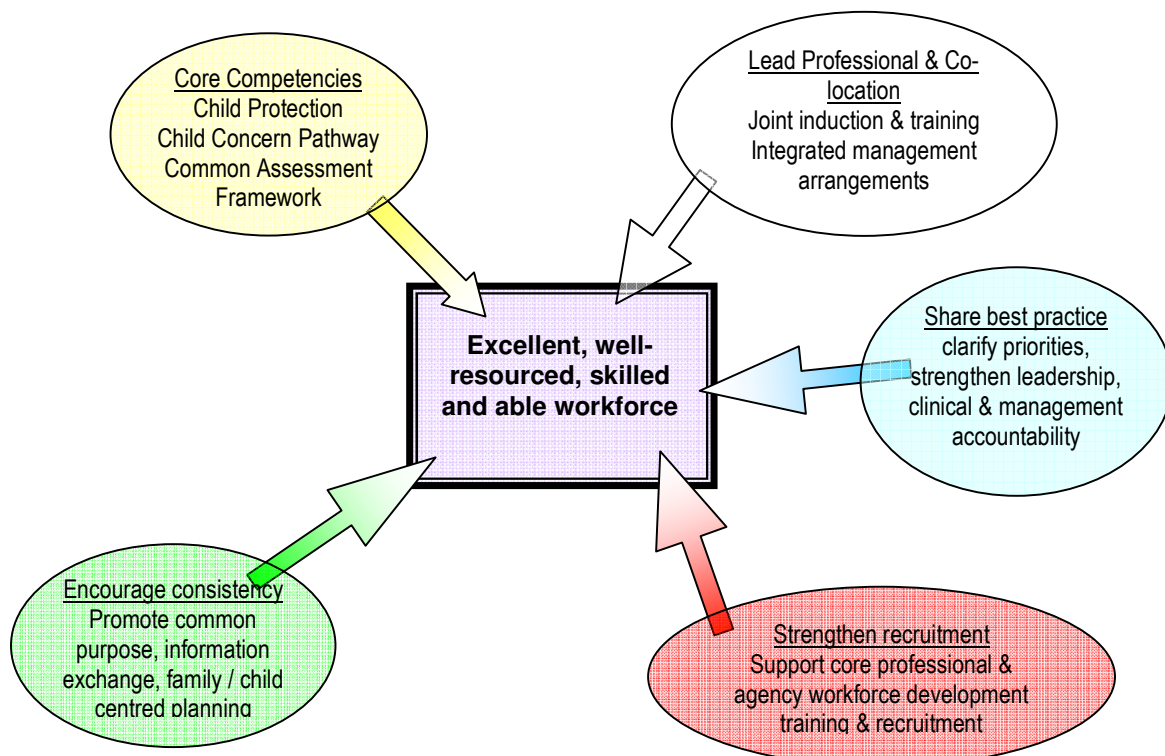 Core Competencies
Child Protection
Child Concern Pathway
Common Assessment
Framework
Lead Professional & Co-
location
Joint induction & training
Integrated management
arrangements
Excellent, well-
resourced, skilled
and able workforce
Share best practice
clarify priorities,
strengthen leadership,
clinical & management
accountability
Encourage consistency
Promote common
purpose, information
exchange, family / child
centred planning
Strengthen recruitment
Support core professional &
agency workforce development
training & recruitment